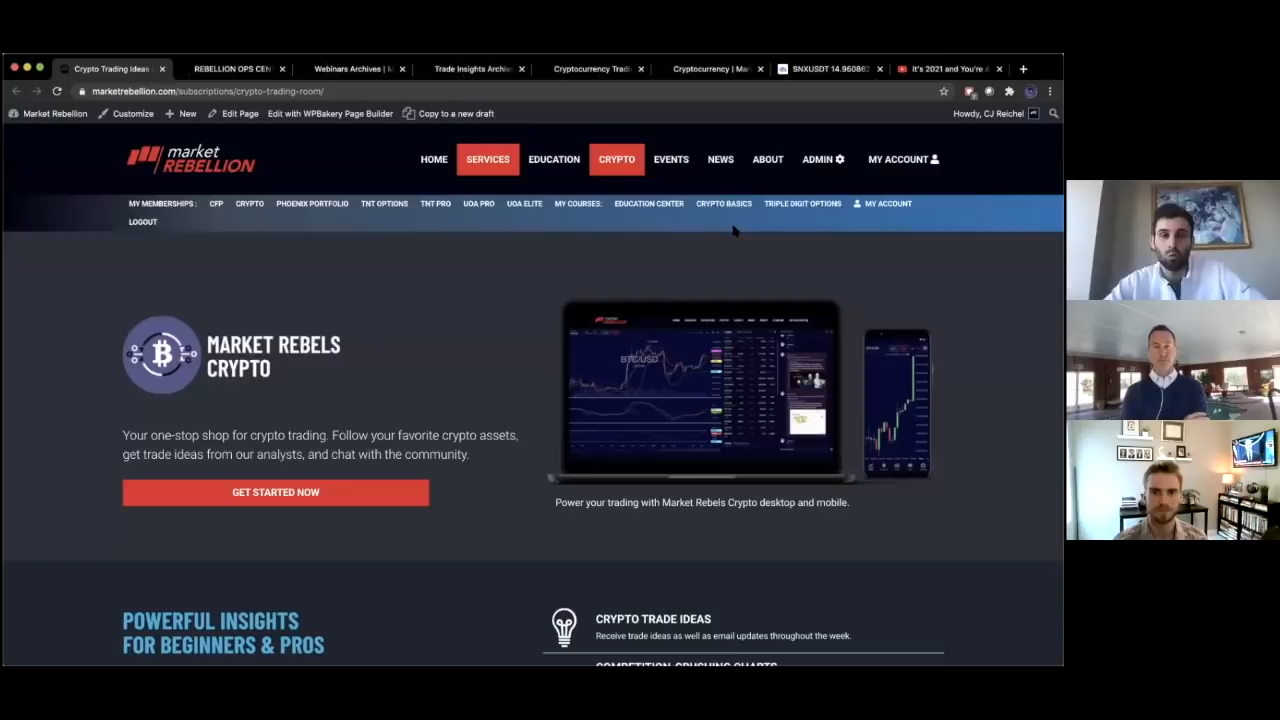 Crypto Trading Ideas
REBELLION OPS CEN
Webinars Archives | M
Trade Insights Archiv
Cryptocurrency Tradi
Cryptocurrency | Mar
SNXUSDT 14.96086
It's 2021 and You're A
marketrebellion.com/subscriptions/crypto-trading-room/
Market Rebellion
Customize
New
Edit Page
Edit with WPBakery Page Builder
Copy to a new draft
Howdy, CJ Reichel
market
REBELLION
HOME
SERVICES
EDUCATION
CRYPTO
EVENTS
NEWS
ABOUT
ADMIN
MY ACCOUNT
MY MEMBERSHIPS :
CFP
CRYPTO
PHOENIX PORTFOLIO
TNT OPTIONS
TNT PRO
UOA PRO
UOA ELITE
MY COURSES:
EDUCATION CENTER
CRYPTO BASICS
TRIPLE DIGIT OPTIONS
MY ACCOUNT
LOGOUT
MARKET REBELS
CRYPTO
Your one-stop shop for crypto trading. Follow your favorite crypto assets,
get trade ideas from our analysts, and chat with the community.
GET STARTED NOW
BTC/USD
Power your trading with Market Rebels Crypto desktop and mobile.
POWERFUL INSIGHTS
FOR BEGINNERS & PROS
CRYPTO TRADE IDEAS
Receive trade ideas as well as email updates throughout the week.
COMPETITION-CRUSHING CHARTS